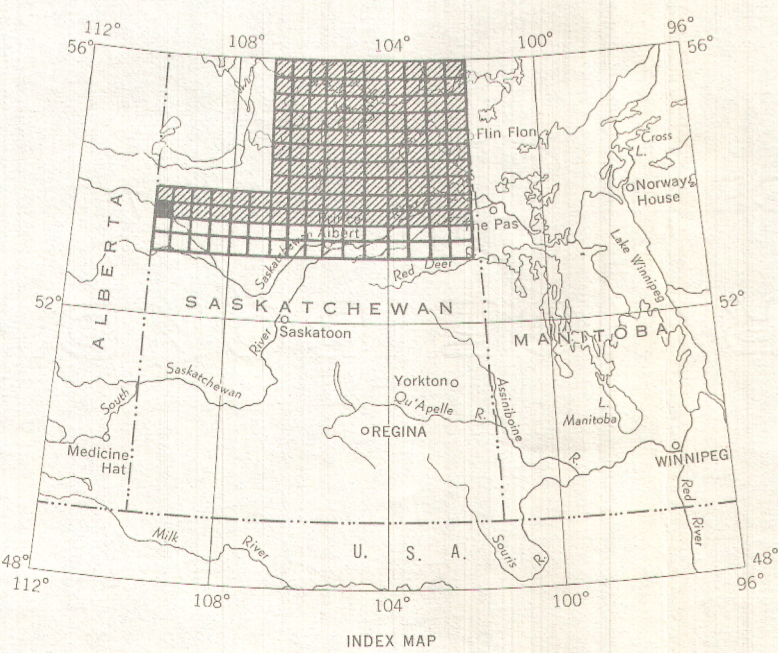 112°
108°
104°
100°
96°
56°
56°
Flin Flon
Cross
L.
Norway
House
ALBERTA
Prince
Albert
The Pas
Saskatchewan
Red Deer
Lake Winnipeg
52°
SASKATCHEWAN
52°
Saskatoon
MANITOBA
River
Saskatchewan
South
Yorkton
Qu'Apelle
R.
Assiniboine
L.
Manitoba
REGINA
Medicine
Hat
R.
WINNIPEG
Red
River
Milk
River
U. S. A.
Souris
R.
48°
48°
112°
108°
104°
100°
96°
INDEX MAP